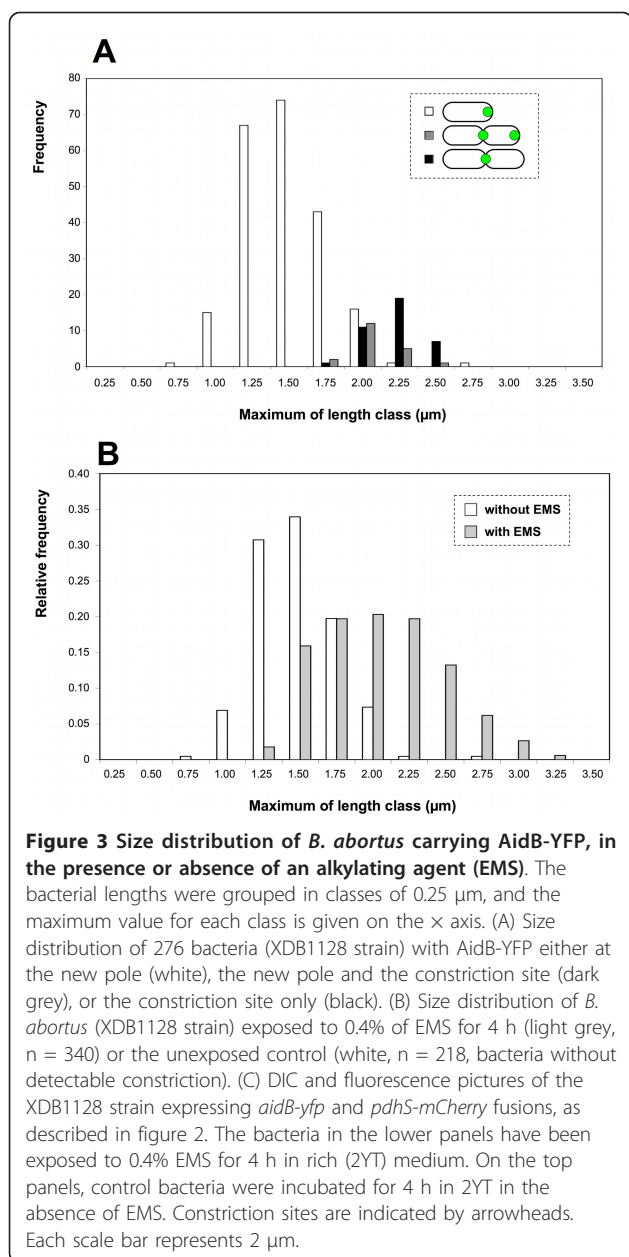 A
80
70
60
50
40
30
20
10
0
Frequency
0.25 0.50 0.75 1.00 1.25 1.50 1.75 2.00 2.25 2.50 2.75 3.00 3.25 3.50
Maximum of length class (µm)
B
0.40
0.35
0.30
0.25
0.20
0.15
0.10
0.05
0
Relative frequency
without EMS
with EMS
0.25 0.50 0.75 1.00 1.25 1.50 1.75 2.00 2.25 2.50 2.75 3.00 3.25 3.50
Maximum of length class (µm)
Figure 3 Size distribution of B. abortus carrying AidB-YFP, in
the presence or absence of an alkylating agent (EMS). The
bacterial lengths were grouped in classes of 0.25 µm, and the
maximum value for each class is given on the × axis. (A) Size
distribution of 276 bacteria (XDB1128 strain) with AidB-YFP either at
the new pole (white), the new pole and the constriction site (dark
grey), or the constriction site only (black). (B) Size distribution of B.
abortus (XDB1128 strain) exposed to 0.4% of EMS for 4 h (light grey,
n = 340) or the unexposed control (white, n = 218, bacteria without
detectable constriction). (C) DIC and fluorescence pictures of the
XDB1128 strain expressing aidB-yfp and pdhS-mCherry fusions, as
described in figure 2. The bacteria in the lower panels have been
exposed to 0.4% EMS for 4 h in rich (2YT) medium. On the top
panels, control bacteria were incubated for 4 h in 2YT in the
absence of EMS. Constriction sites are indicated by arrowheads.
Each scale bar represents 2 µm.